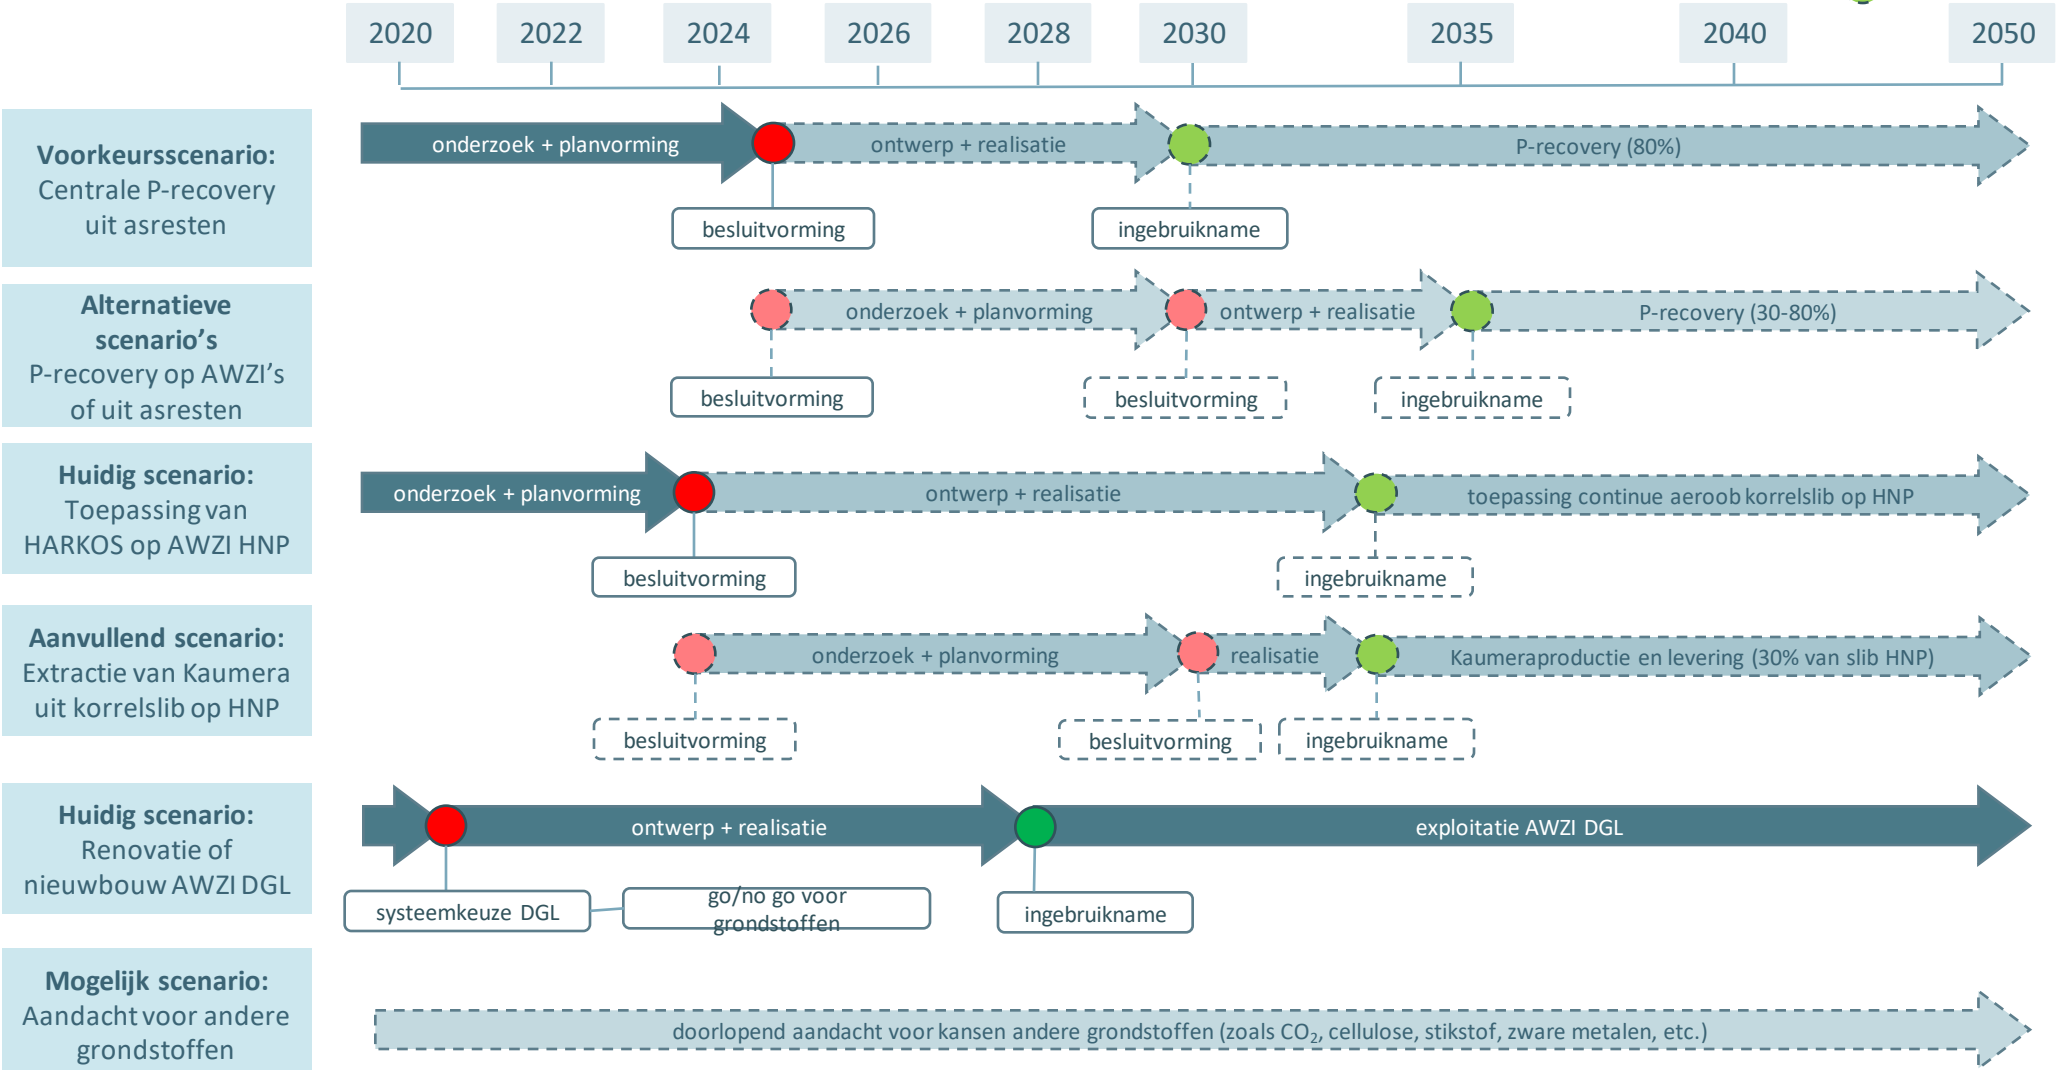 2020 2022 2024 2026 2028 2030 2035 2040 2050
Voorkeursscenario:
Centrale P-recovery
uit asresten
onderzoek + planvorming
ontwerp + realisatie
P-recovery (80%)
besluitvorming
ingebruikname
Alternatieve
scenario's
P-recovery op AWZI's
of uit asresten
onderzoek + planvorming
ontwerp + realisatie
P-recovery (30-80%)
besluitvorming
besluitvorming
ingebruikname
Huidig scenario:
Toepassing van
HARKOS op AWZI HNP
onderzoek + planvorming
ontwerp + realisatie
toepassing continue aeroob korrelslib op HNP
besluitvorming
ingebruikname
Aanvullend scenario:
Extractie van Kaumera
uit korrelslib op HNP
onderzoek + planvorming
realisatie
Kaumeraproductie en levering (30% van slib HNP)
besluitvorming
besluitvorming
ingebruikname
Huidig scenario:
Renovatie of
nieuwbouw AWZI DGL
ontwerp + realisatie
exploitatie AWZI DGL
systeemkeuze DGL
go/no go voor
grondstoffen
ingebruikname
Mogelijk scenario:
Aandacht voor andere
grondstoffen
doorlopend aandacht voor kansen andere grondstoffen (zoals CO₂, cellulose, stikstof, zware metalen, etc.)